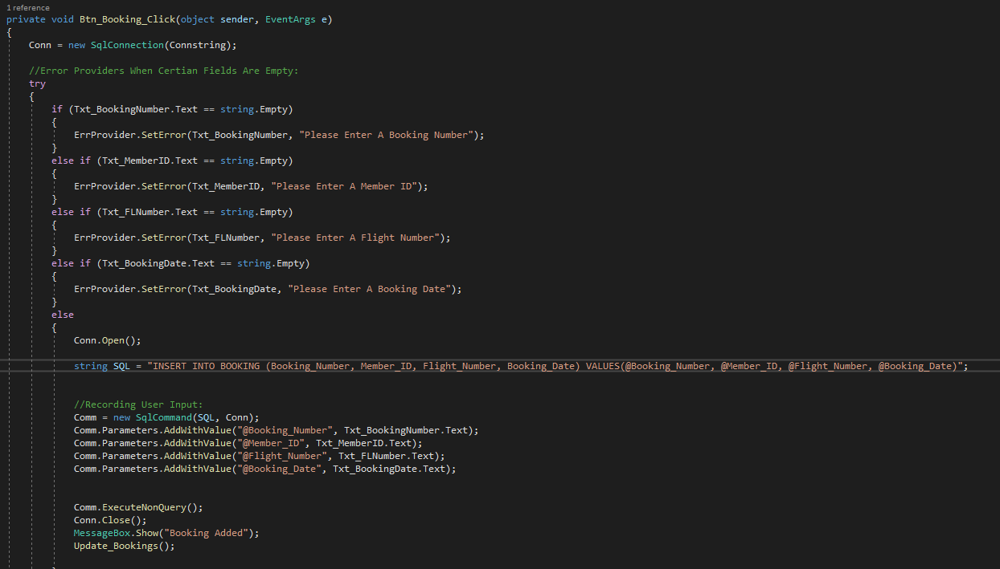 1 reference
private void Btn_Booking_Click(object sender, EventArgs e)
{
Conn = new SqlConnection(Connstring);
//Error Providers When Certian Fields Are Empty:
try
{
if (Txt_BookingNumber.Text == string.Empty)
{
ErrProvider.SetError(Txt_BookingNumber, "Please Enter A Booking Number");
}
else if (Txt_MemberID.Text == string.Empty)
{
ErrProvider.SetError(Txt_MemberID, "Please Enter A Member ID");
}
else if (Txt_FLNumber.Text == string.Empty)
{
ErrProvider.SetError(Txt_FLNumber, "Please Enter A Flight Number");
}
else if (Txt_BookingDate.Text == string.Empty)
{
ErrProvider.SetError(Txt_BookingDate, "Please Enter A Booking Date");
}
else
{
Conn.Open();
string SQL = "INSERT INTO BOOKING (Booking_Number, Member_ID, Flight_Number, Booking_Date) VALUES(@Booking_Number, @Member_ID, @Flight_Number, @Booking_Date)";
//Recording User Input:
Comm = new SqlCommand(SQL, Conn);
Comm.Parameters.AddWithValue("@Booking_Number", Txt_BookingNumber.Text);
Comm.Parameters.AddWithValue("@Member_ID", Txt_MemberID.Text);
Comm.Parameters.AddWithValue("@Flight_Number", Txt_FLNumber.Text);
Comm.Parameters.AddWithValue("@Booking_Date", Txt_BookingDate.Text);
Comm.ExecuteNonQuery();
Conn.Close();
MessageBox.Show("Booking Added");
Update_Bookings();